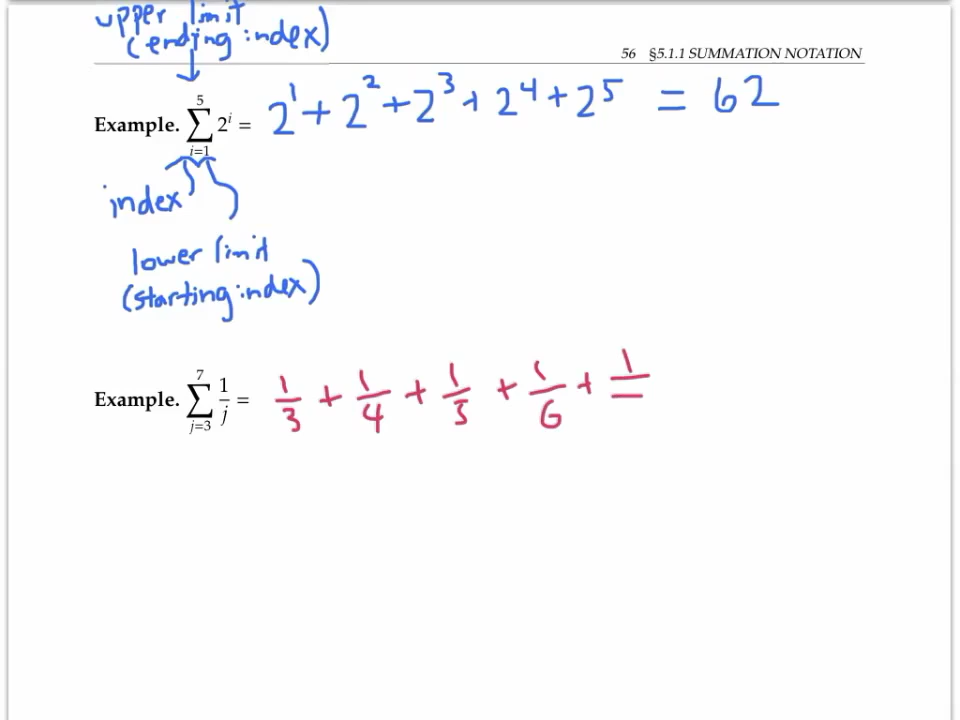 upper limit
(ending index)
56 §5.1.1 SUMMATION NOTATION
Example. ∑_{i=1}^{5} 2^i = 2^1 + 2^2 + 2^3 + 2^4 + 2^5 = 62
index
lower limit
(starting index)
Example. ∑_{j=3}^{7} 1/j = 1/3 + 1/4 + 1/5 + 1/6 + 1/